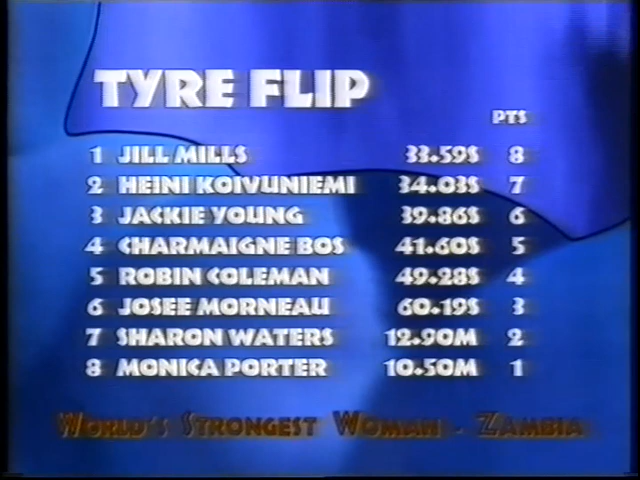 TYRE FLIP
PTS
1 JILL MILLS 33.59S 8
2 HEINI KOIVUNIEMI 34.03S 7
3 JACKIE YOUNG 39.86S 6
4 CHARMAIGNE BOS 41.60S 5
5 ROBIN COLEMAN 49.28S 4
6 JOSEE MORNEAU 60.19S 3
7 SHARON WATERS 12.90M 2
8 MONICA PORTER 10.50M 1
WORLD'S STRONGEST WOMAN - ZAMBIA